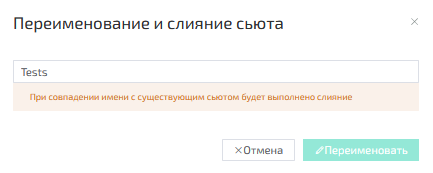 Переименование и слияние сьюта
Tests
При совпадении имени с существующим сьютом будет выполнено слияние
Отмена
Переименовать